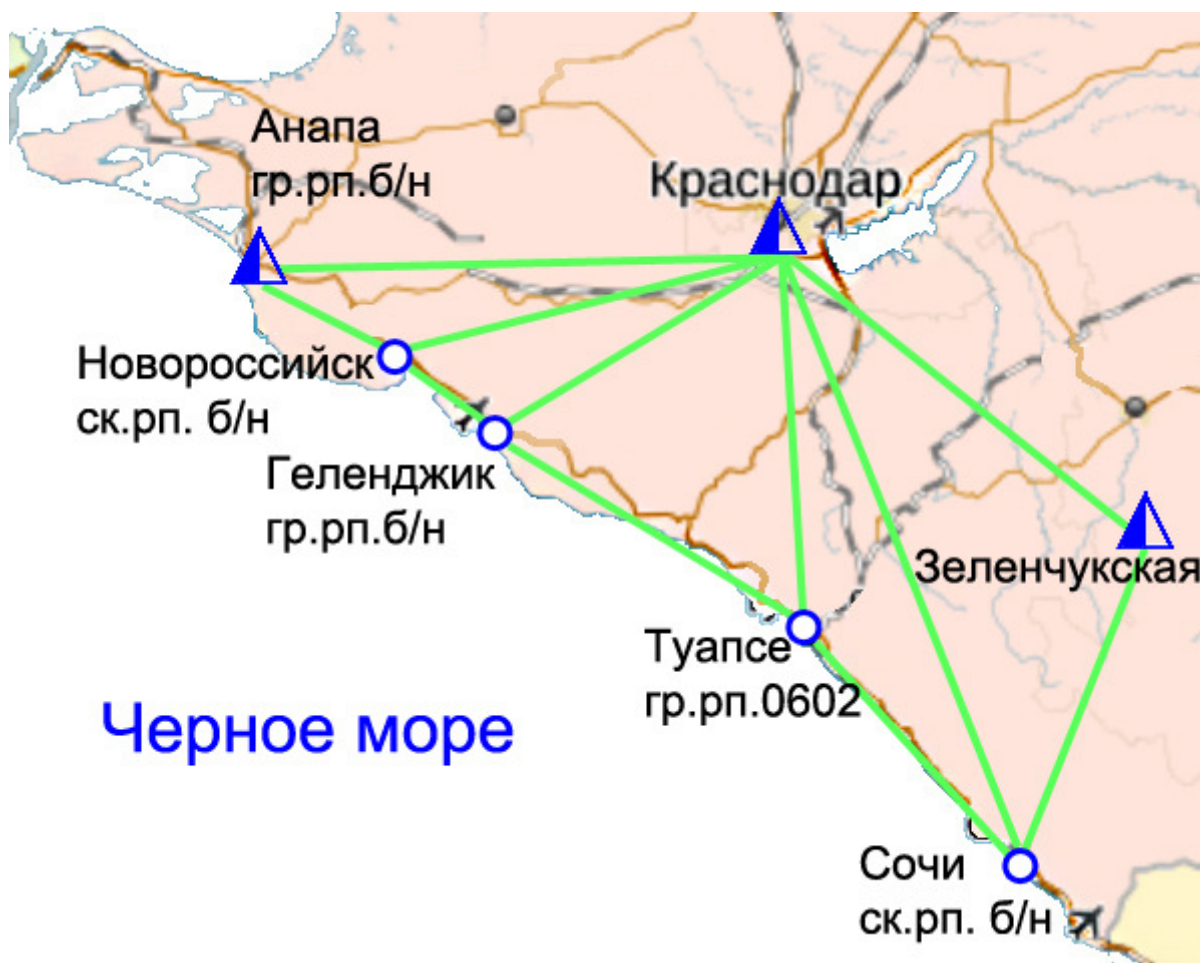 Анапа
гр.рп.б/н
Краснодар
Новороссийск
ск.рп. б/н
Геленджик
гр.рп.б/н
Зеленчукская
Туапсе
гр.рп.0602
Черное море
Сочи
ск.рп. б/н